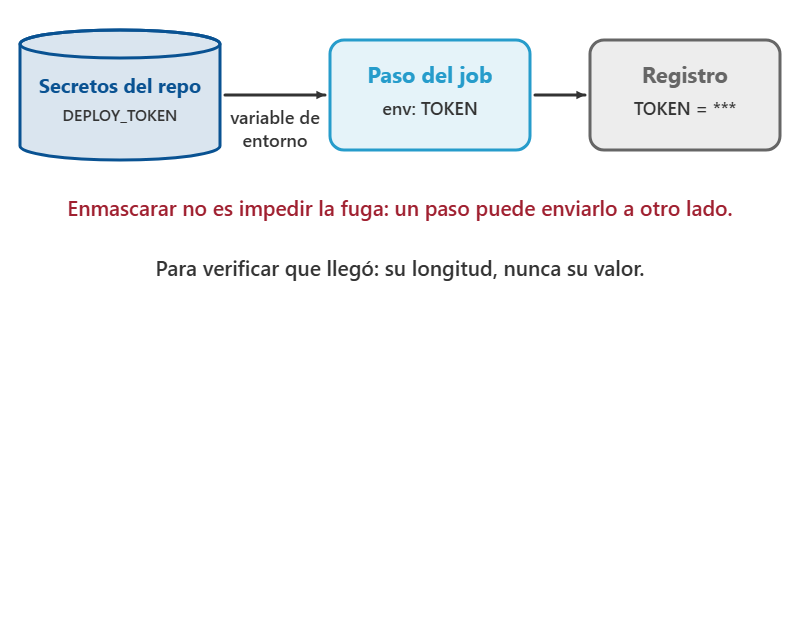 Secretos del repo
DEPLOY_TOKEN
variable de
entorno
Paso del job
env: TOKEN
Registro
TOKEN = ***
Enmascarar no es impedir la fuga: un paso puede enviarlo a otro lado.
Para verificar que llegó: su longitud, nunca su valor.